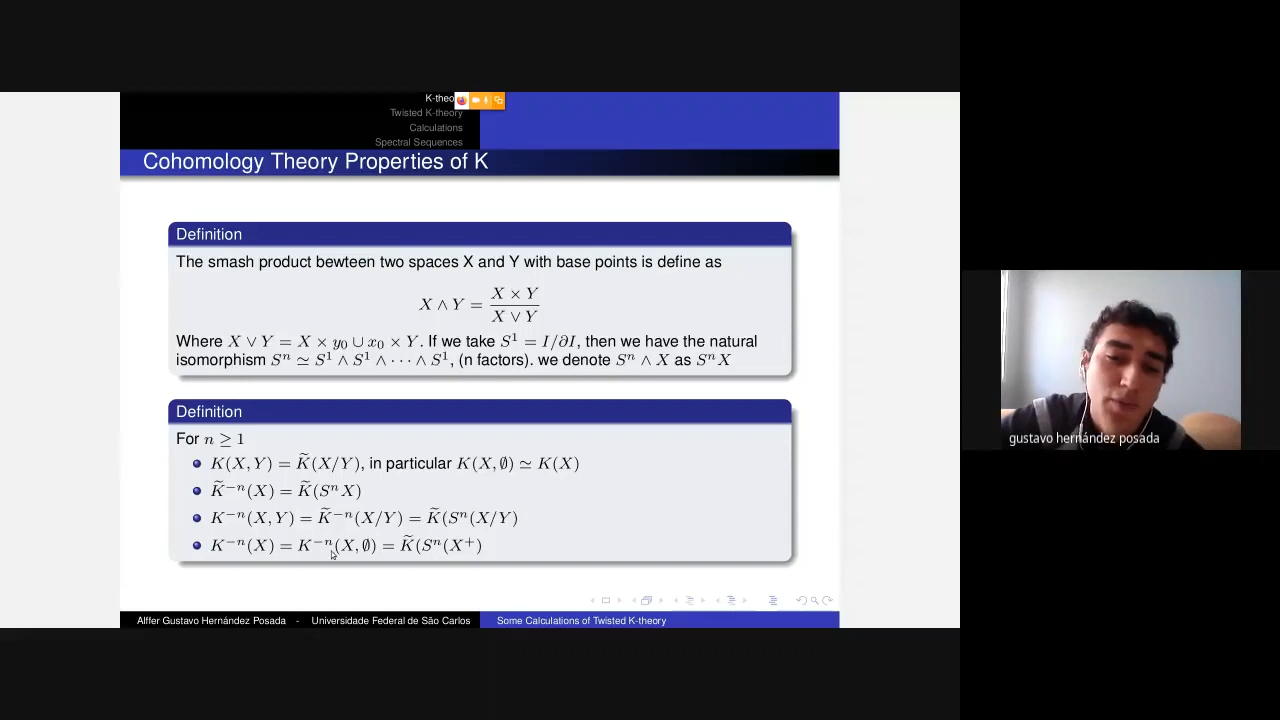 K-theo
Twisted K-theory
Calculations
Spectral Sequences
Cohomology Theory Properties of K
Definition
The smash product bewteen two spaces X and Y with base points is define as
X ∧ Y = \frac{X × Y}{X ∨ Y}
Where X ∨ Y = X × y₀ ∪ x₀ × Y. If we take S¹ = I/∂I, then we have the natural
isomorphism Sⁿ ≃ S¹ ∧ S¹ ∧ ··· ∧ S¹, (n factors). we denote Sⁿ ∧ X as SⁿX
Definition
For n ≥ 1
K(X, Y) = K̃(X/Y), in particular K(X, ∅) ≃ K(X)
K̃⁻ⁿ(X) = K̃(SⁿX)
K⁻ⁿ(X, Y) = K̃⁻ⁿ(X/Y) = K̃(Sⁿ(X/Y)
K⁻ⁿ(X) = K⁻ⁿ(X, ∅) = K̃(Sⁿ(X⁺)
Alffer Gustavo Hernández Posada - Universidade Federal de São Carlos
Some Calculations of Twisted K-theory
gustavo hernández posada